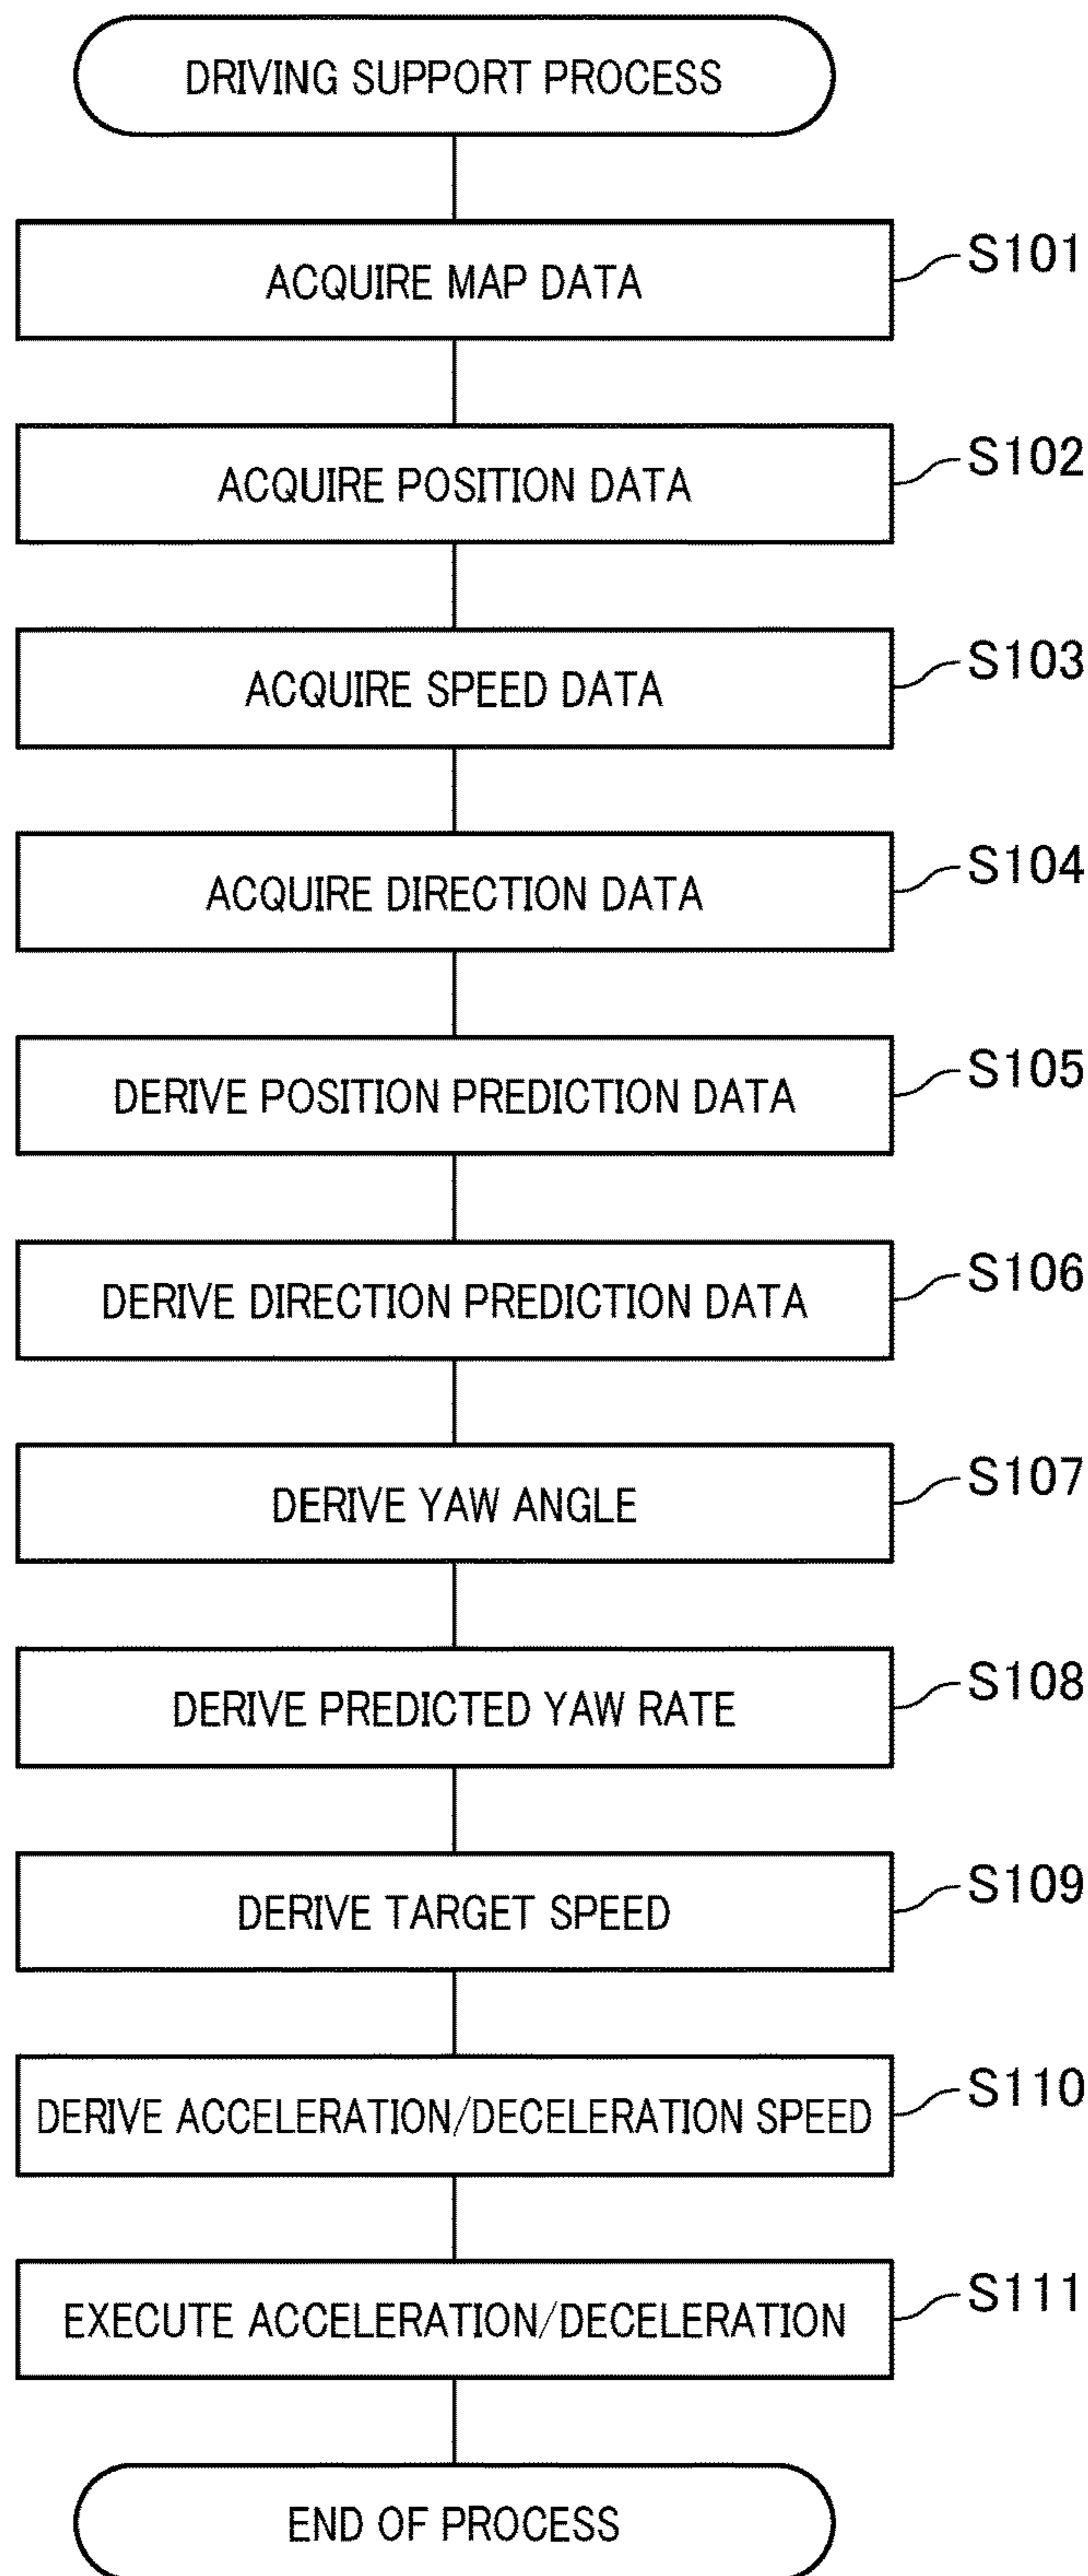 DRIVING SUPPORT PROCESS
ACQUIRE MAP DATA
S101
ACQUIRE POSITION DATA
S102
ACQUIRE SPEED DATA
S103
ACQUIRE DIRECTION DATA
S104
DERIVE POSITION PREDICTION DATA
S105
DERIVE DIRECTION PREDICTION DATA
S106
DERIVE YAW ANGLE
S107
DERIVE PREDICTED YAW RATE
S108
DERIVE TARGET SPEED
S109
DERIVE ACCELERATION/DECELERATION SPEED
S110
EXECUTE ACCELERATION/DECELERATION
S111
END OF PROCESS